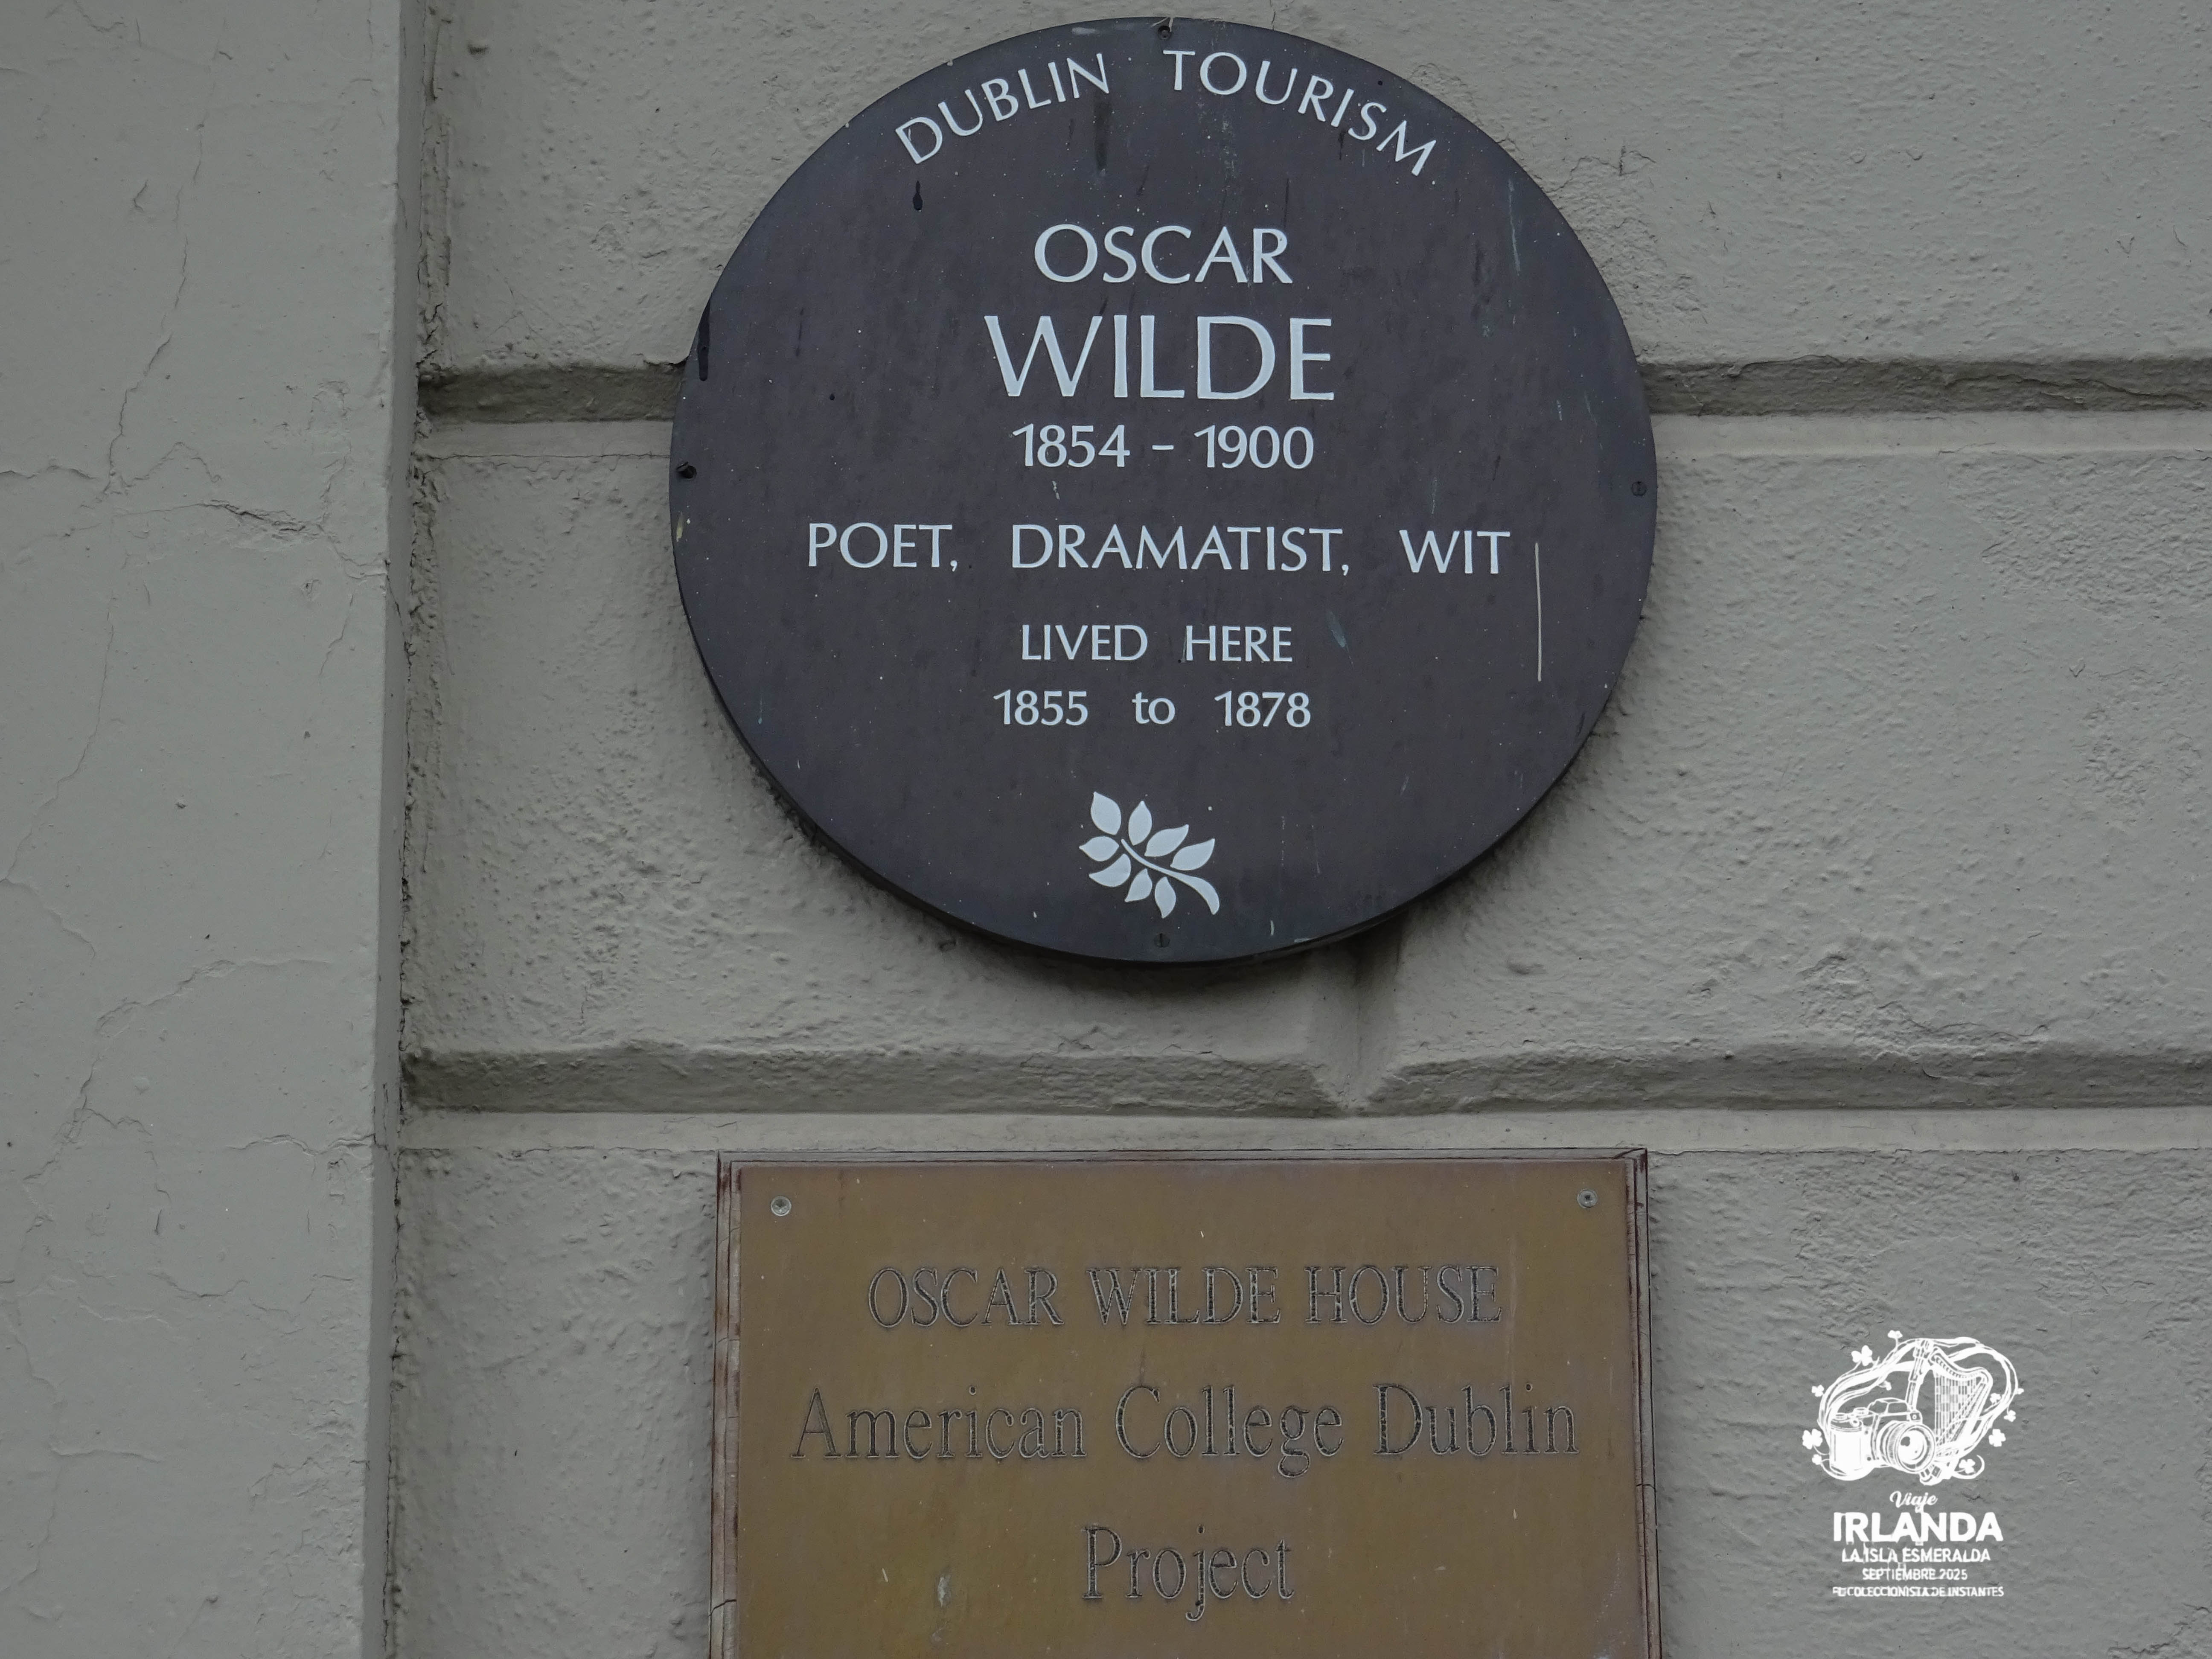 DUBLIN TOURISM
OSCAR
WILDE
1854 - 1900
POET, DRAMATIST, WIT
LIVED HERE
1855 to 1878
OSCAR WILDE HOUSE
American College Dublin
Project
Viaje
IRLANDA
LA ISLA ESMERALDA
SEPTIEMBRE 2025
COLECCIONISTA DE INSTANTES